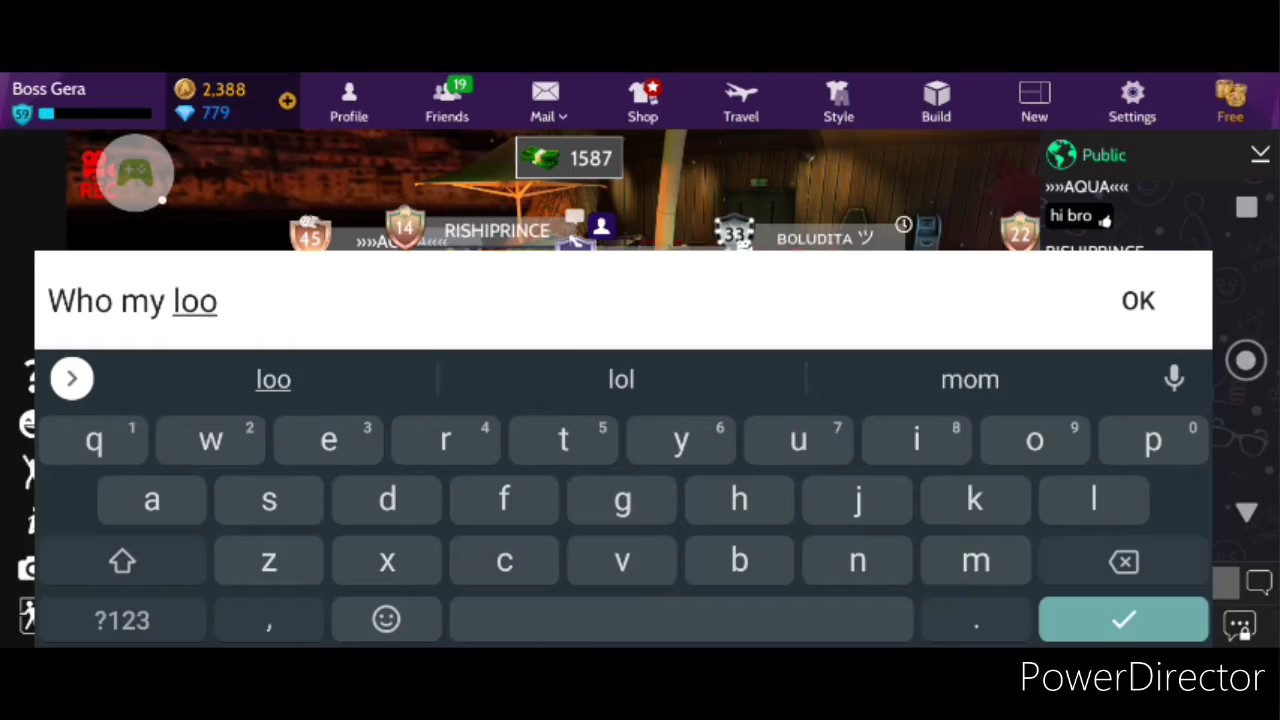 Boss Gera
59
2,388
779
Profile
Friends
19
Mail
Shop
Travel
Style
Build
New
Settings
Free
REC
1587
Public
»»»AQUA«««
hi bro
RISHIPRINCE
45
14
RISHIPRINCE
33
BOLUDITA ツ
22
Who my loo
OK
loo
lol
mom
q 1 w 2 e 3 r 4 t 5 y 6 u 7 i 8 o 9 p 0
a s d f g h j k l
z x c v b n m
?123 , .
PowerDirector